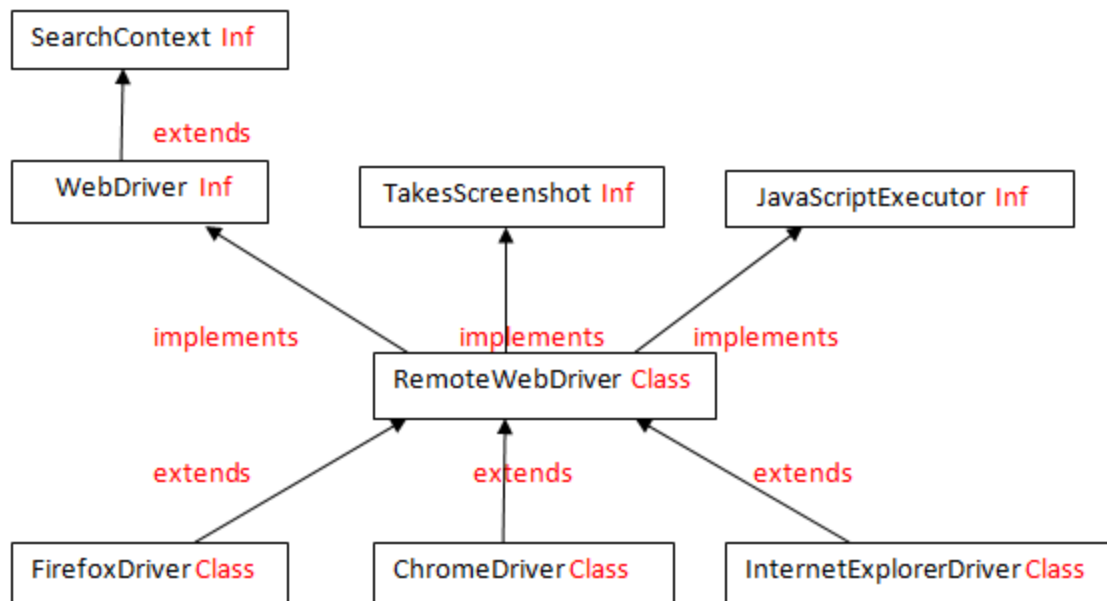 SearchContext Inf
extends
WebDriver Inf
TakesScreenshot Inf
JavaScriptExecutor Inf
implements
implements
implements
RemoteWebDriver Class
extends
extends
extends
FirefoxDriver Class
ChromeDriver Class
InternetExplorerDriver Class